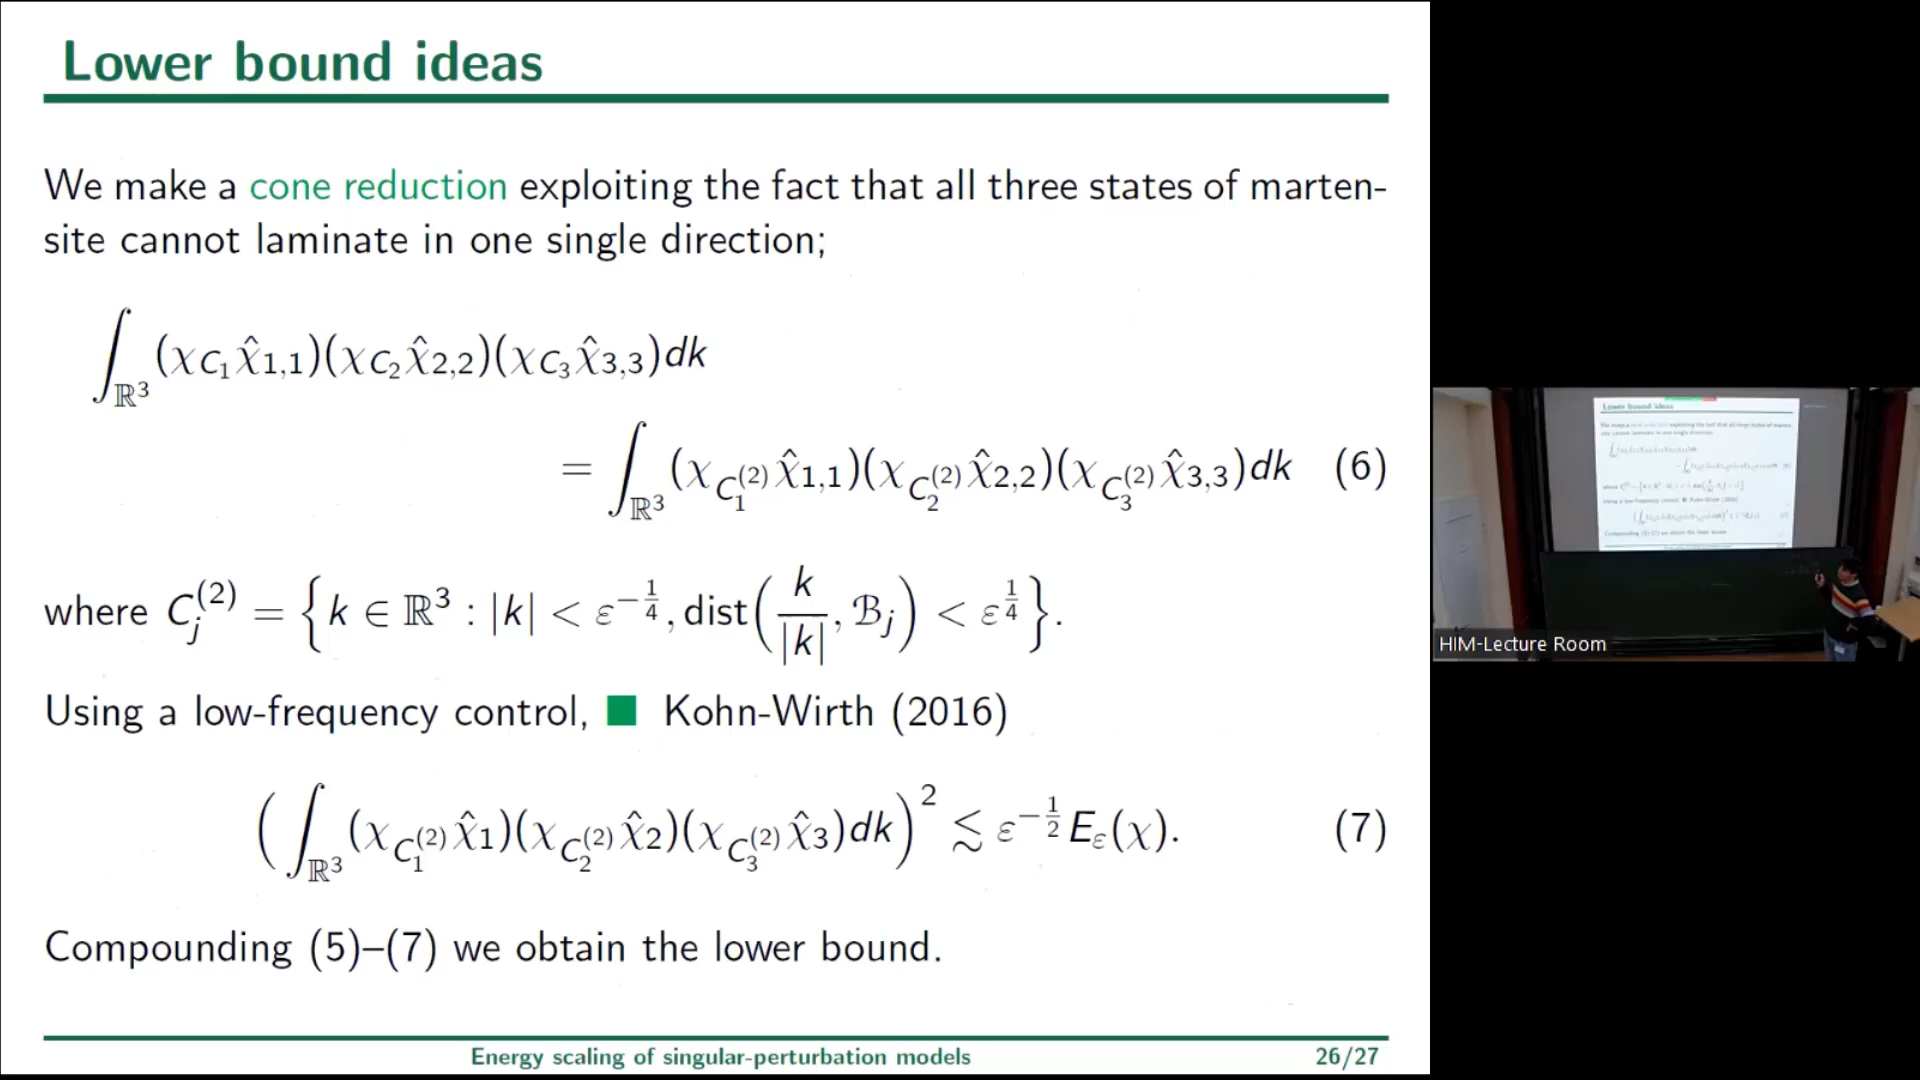 Lower bound ideas
We make a cone reduction exploiting the fact that all three states of marten-
site cannot laminate in one single direction;
∫_{ℝ³} (χ_{C₁} χ̂_{1,1})(χ_{C₂} χ̂_{2,2})(χ_{C₃} χ̂_{3,3})dk
= ∫_{ℝ³} (χ_{C₁^{(2)}} χ̂_{1,1})(χ_{C₂^{(2)}} χ̂_{2,2})(χ_{C₃^{(2)}} χ̂_{3,3})dk (6)
where C_j^{(2)} = {k ∈ ℝ³ : |k| < ε^{-1/4}, dist(k/|k|, ℬ_j) < ε^{1/4}}.
Using a low-frequency control, ■ Kohn-Wirth (2016)
(∫_{ℝ³} (χ_{C₁^{(2)}} χ̂₁)(χ_{C₂^{(2)}} χ̂₂)(χ_{C₃^{(2)}} χ̂₃)dk)² ≲ ε^{-1/2} E_ε(χ). (7)
Compounding (5)–(7) we obtain the lower bound.
Energy scaling of singular-perturbation models 26/27
Lower bound ideas
HIM-Lecture Room